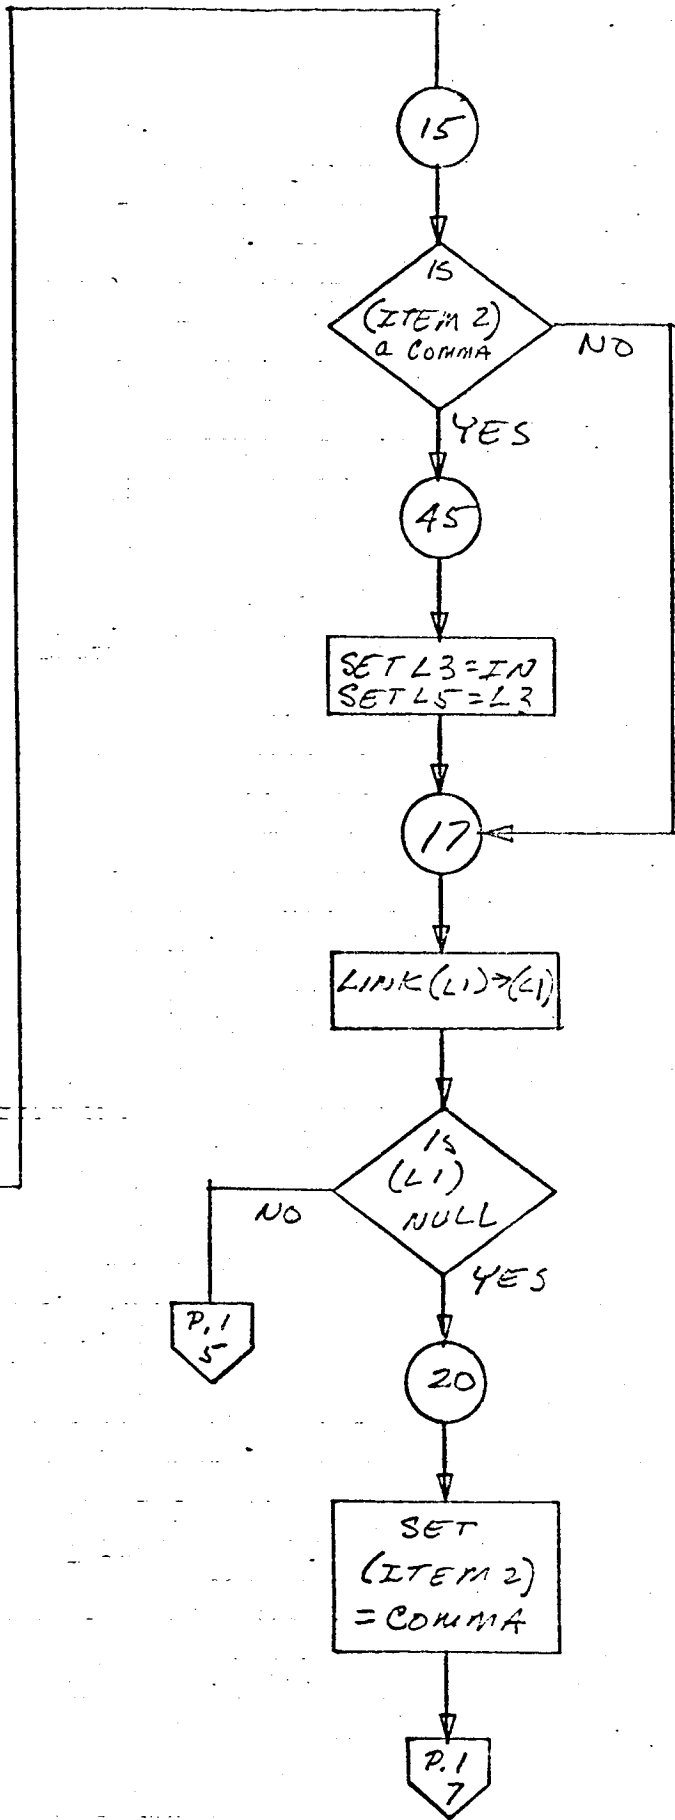 15
IS
(ITEM 2)
a COMMA
NO
YES
45
SET L3=IN
SET L5=L3
17
LINK(L1)→(L1)
IS
(L1)
NULL
NO
YES
P.1
5
20
SET
(ITEM 2)
= COMMA
P.1
7